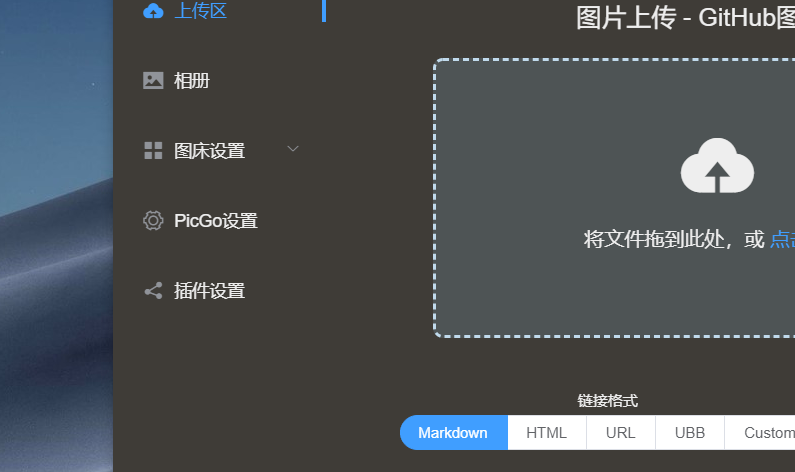 上传区
相册
图床设置
PicGo设置
插件设置
图片上传 - GitHub图
将文件拖到此处，或 点击
链接格式
Markdown HTML URL UBB Custom